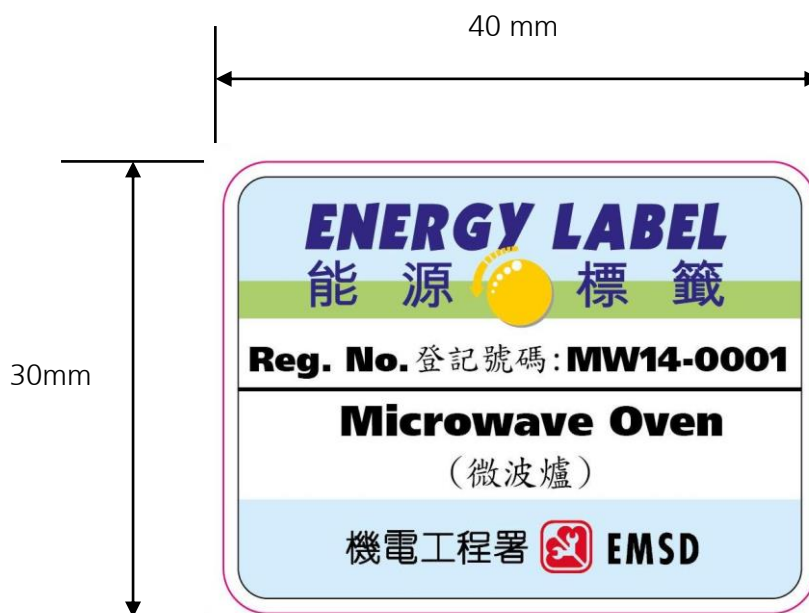 40 mm
30mm
ENERGY LABEL
能源標籤
Reg. No. 登記號碼:MW14-0001
Microwave Oven
(微波爐)
機電工程署 EMSD